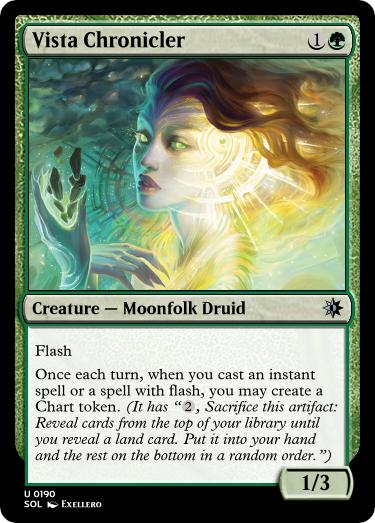 Vista Chronicler 1
Creature — Moonfolk Druid
Flash
Once each turn, when you cast an instant
spell or a spell with flash, you may create a
Chart token. (It has “2, Sacrifice this artifact:
Reveal cards from the top of your library until
you reveal a land card. Put it into your hand
and the rest on the bottom in a random order.”)
1/3
U 0190
SOL Exellero